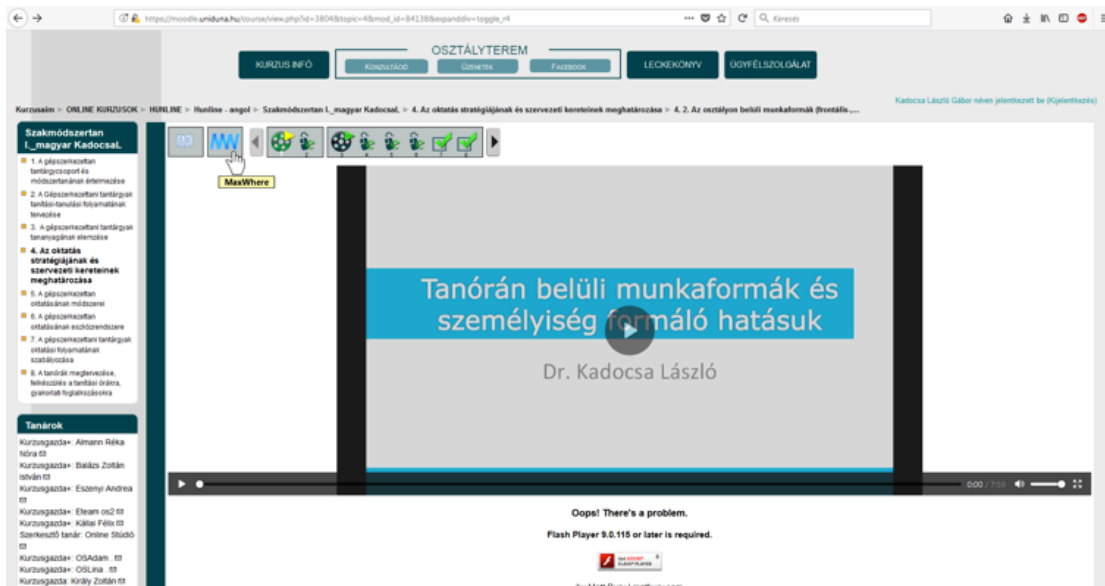 https://moodle.uniduna.hu/course/view.php?id=3804&topic=4&mod_id=84138&expanddiv=toggle_r4
Keresés
OSZTÁLYTEREM
KURZUS INFÓ
KONZULTÁCIÓ
ÜZENETEK
FACEBOOK
LECKEKÖNYV
ÜGYFÉLSZOLGÁLAT
Kadocsa László Gábor néven jelentkezett be (Kijelentkezés)
Kurzusaim ► ONLINE KURZUSOK ► HUNLINE ► Hunline - angol ► Szakmódszertan I._magyar KadocsaL. ► 4. Az oktatás stratégiájának és szervezeti kereteinek meghatározása ► 4. 2. Az osztályon belüli munkaformák (frontális-,...
Szakmódszertan
I._magyar KadocsaL.
1. A gépszerkezettan
tantárgycsoport és
módszertanának értelmezése
2. A Gépszerkezettani tantárgyak
tanítási-tanulási folyamatának
tervezése
3. A gépszerkezettani tantárgyak
tananyagának elemzése
4. Az oktatás
stratégiájának és
szervezeti kereteinek
meghatározása
5. A gépszerkezettan
oktatásának módszerei
6. A gépszerkezettan
oktatásának eszközrendszere
7. A gépszerkezettani tantárgyak
oktatási folyamatának
szabályozása
8. A tanórák megtervezése,
felkészülés a tanítási órákra,
gyakorlati foglalkozásokra
MaxWhere
Tanórán belüli munkaformák és
személyiség formáló hatásuk
Dr. Kadocsa László
0:00 / 7:59
Tanárok
Kurzusgazda+: Almann Réka
Nóra
Kurzusgazda+: Balázs Zoltán
István
Kurzusgazda+: Eszenyi Andrea
Kurzusgazda+: Eteam os2
Kurzusgazda+: Kállai Félix
Szerkesztő tanár: Online Stúdió
Kurzusgazda+: OSAdam .
Kurzusgazda+: OSLina .
Kurzusgazda: Király Zoltán
Oops! There's a problem.
Flash Player 9.0.115 or later is required.